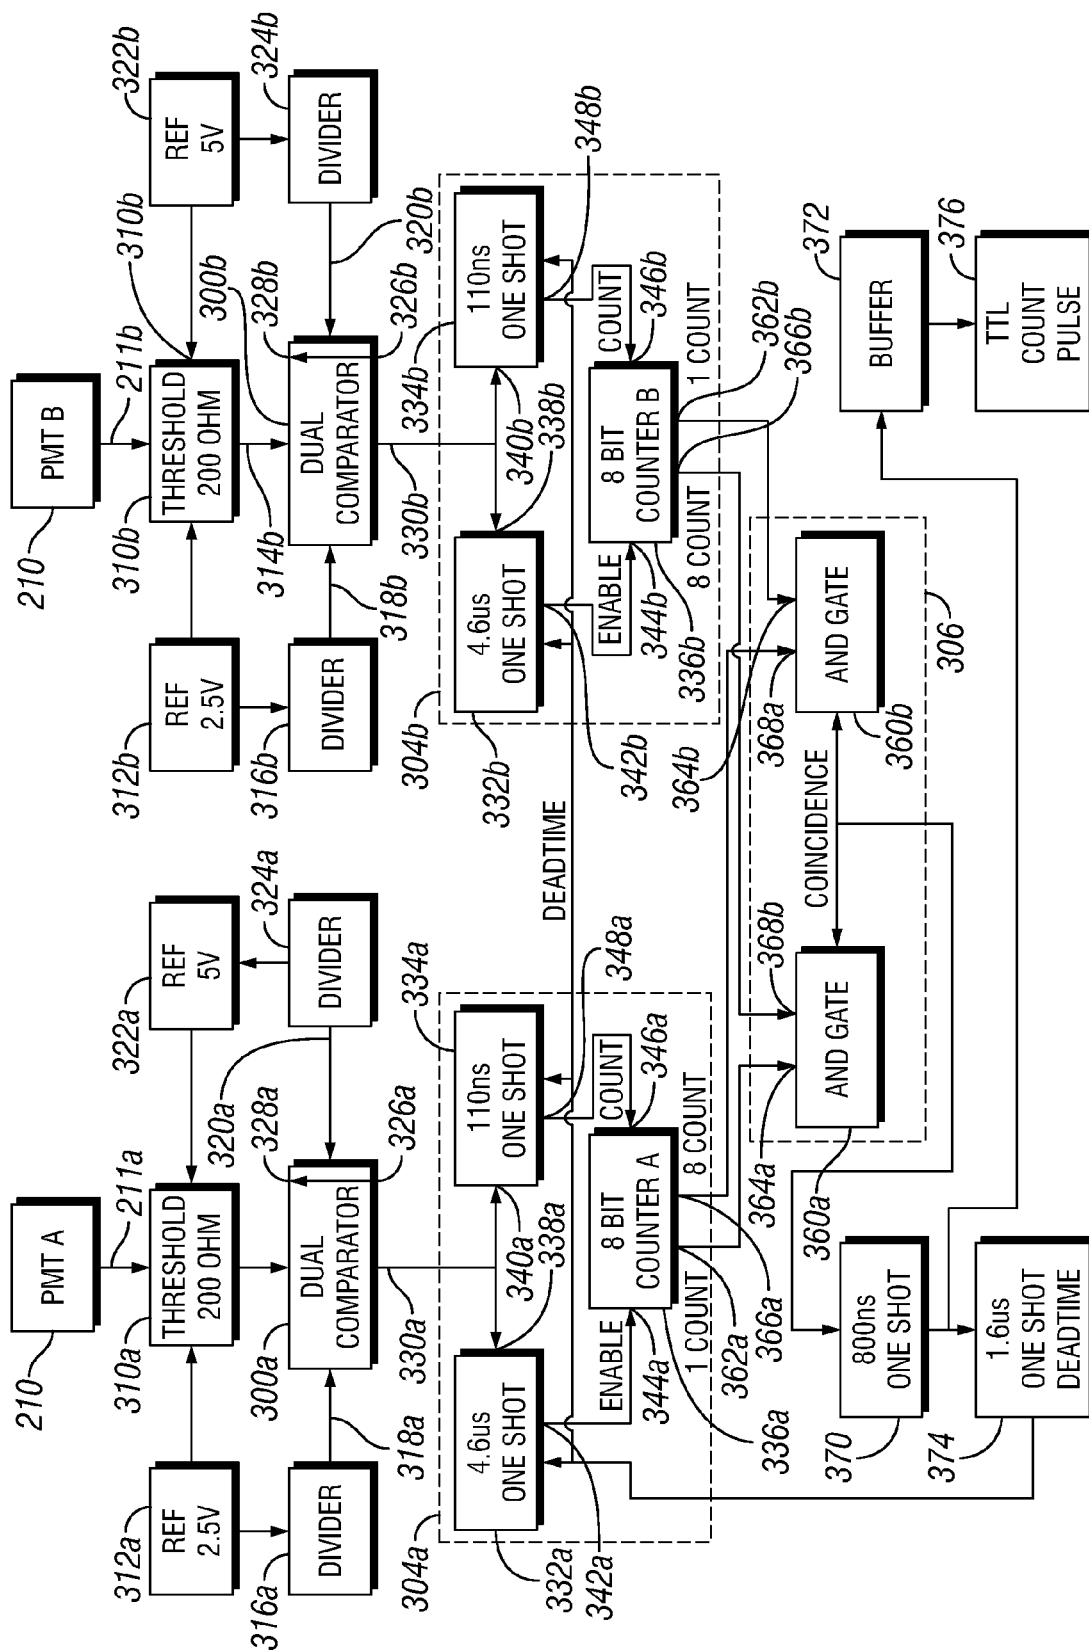 PMT A
210
211a
THRESHOLD
200 OHM
310a
REF
2.5V
312a
REF
5V
322a
DIVIDER
316a
DIVIDER
324a
318a
320a
DUAL
COMPARATOR
300a
328a
326a
330a
304a
4.6us
ONE SHOT
332a
110ns
ONE SHOT
334a
338a
340a
342a
348a
ENABLE
COUNT
344a
346a
8 BIT
COUNTER A
336a
1 COUNT
8 COUNT
362a
366a
DEADTIME
PMT B
210
211b
THRESHOLD
200 OHM
310b
310b
REF
2.5V
312b
REF
5V
322b
DIVIDER
316b
DIVIDER
324b
314b
300b
318b
320b
DUAL
COMPARATOR
328b
326b
330b
304b
4.6us
ONE SHOT
332b
110ns
ONE SHOT
334b
340b
338b
342b
348b
ENABLE
COUNT
344b
346b
8 BIT
COUNTER B
336b
8 COUNT
1 COUNT
362b
366b
364a
368b
AND GATE
360a
COINCIDENCE
364b
368a
AND GATE
360b
306
800ns
ONE SHOT
370
1.6us
ONE SHOT
DEADTIME
374
BUFFER
372
TTL
COUNT
PULSE
376